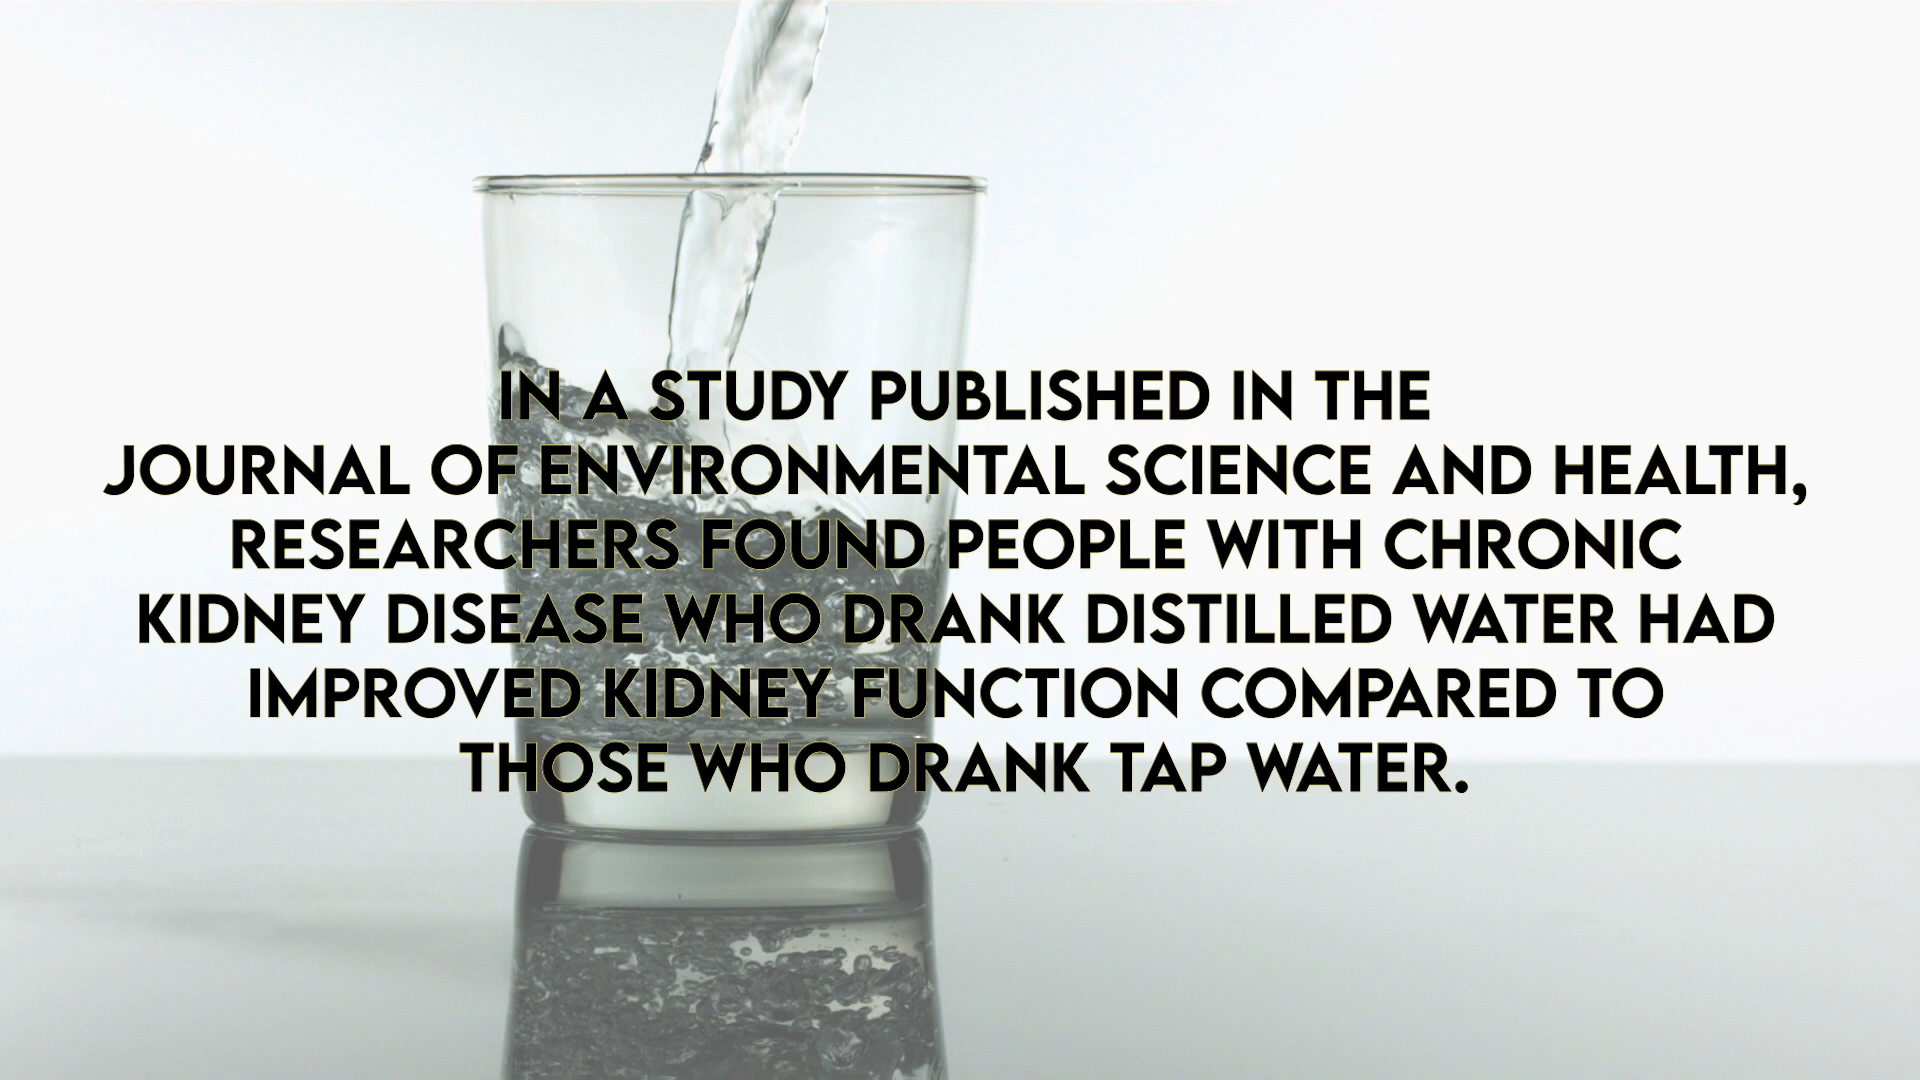 IN A STUDY PUBLISHED IN THE
JOURNAL OF ENVIRONMENTAL SCIENCE AND HEALTH,
RESEARCHERS FOUND PEOPLE WITH CHRONIC
KIDNEY DISEASE WHO DRANK DISTILLED WATER HAD
IMPROVED KIDNEY FUNCTION COMPARED TO
THOSE WHO DRANK TAP WATER.